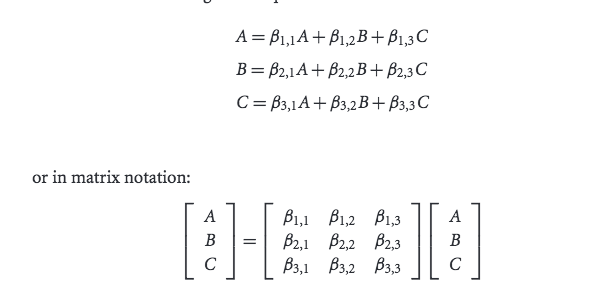 A = β1,1A + β1,2B + β1,3C
B = β2,1A + β2,2B + β2,3C
C = β3,1A + β3,2B + β3,3C
or in matrix notation:
[ A ] = [ β1,1 β1,2 β1,3 ] [ A ]
[ B ] = [ β2,1 β2,2 β2,3 ] [ B ]
[ C ] = [ β3,1 β3,2 β3,3 ] [ C ]